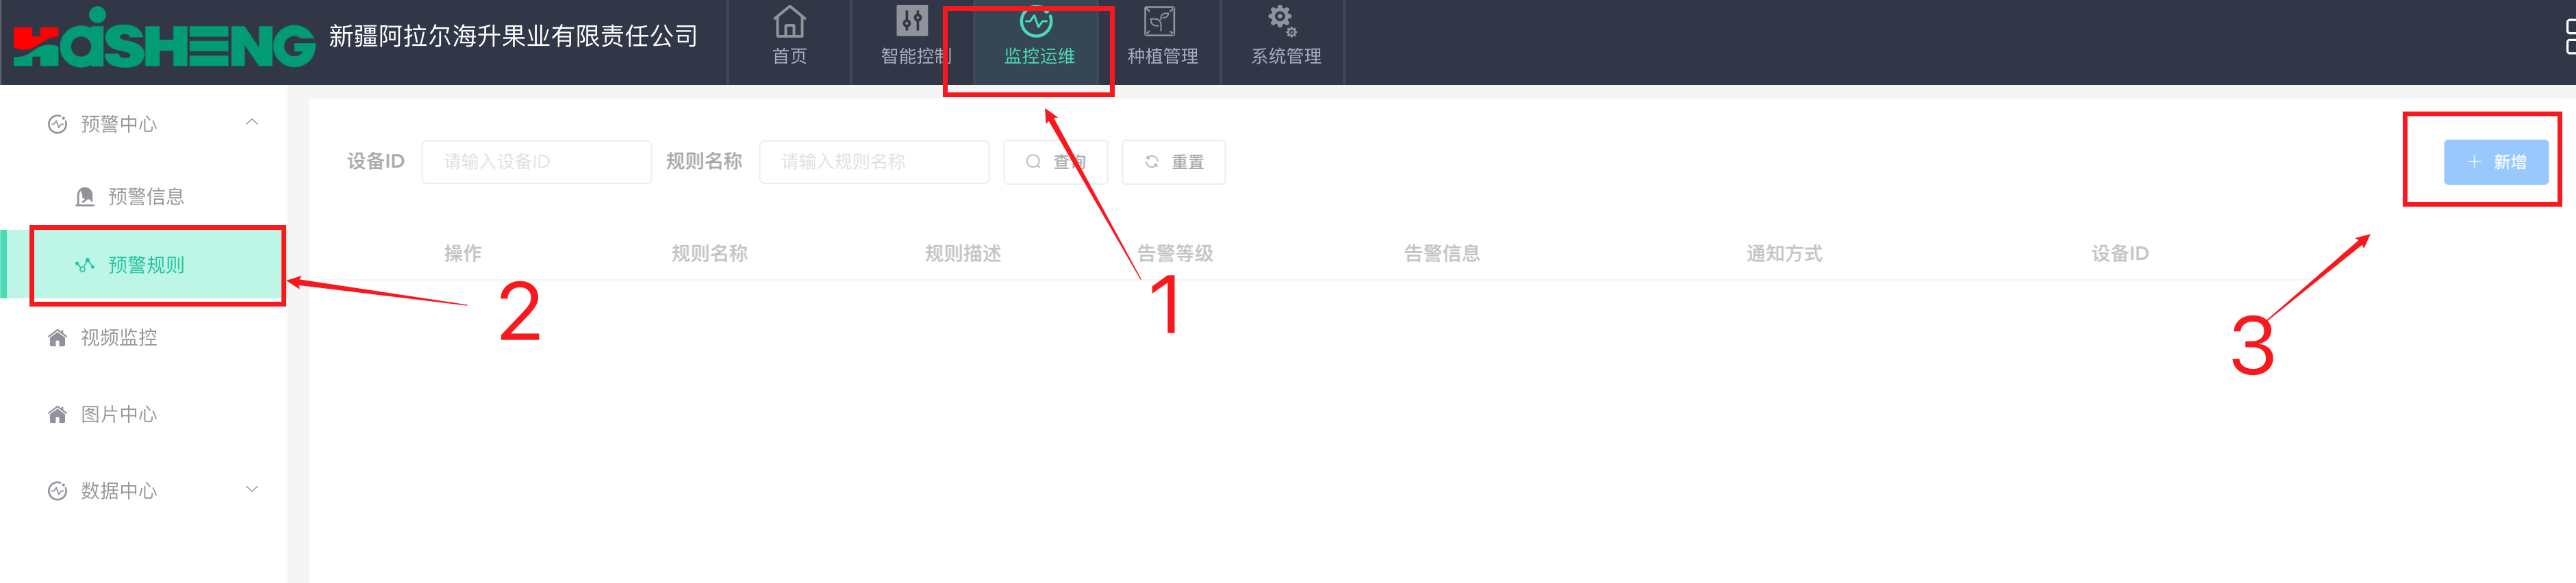 HASHENG 新疆阿拉尔海升果业有限责任公司
首页 智能控制 监控运维 种植管理 系统管理
预警中心
预警信息
预警规则
视频监控
图片中心
数据中心
设备ID 请输入设备ID 规则名称 请输入规则名称 查询 重置 新增
操作 规则名称 规则描述 告警等级 告警信息 通知方式 设备ID
1
2
3